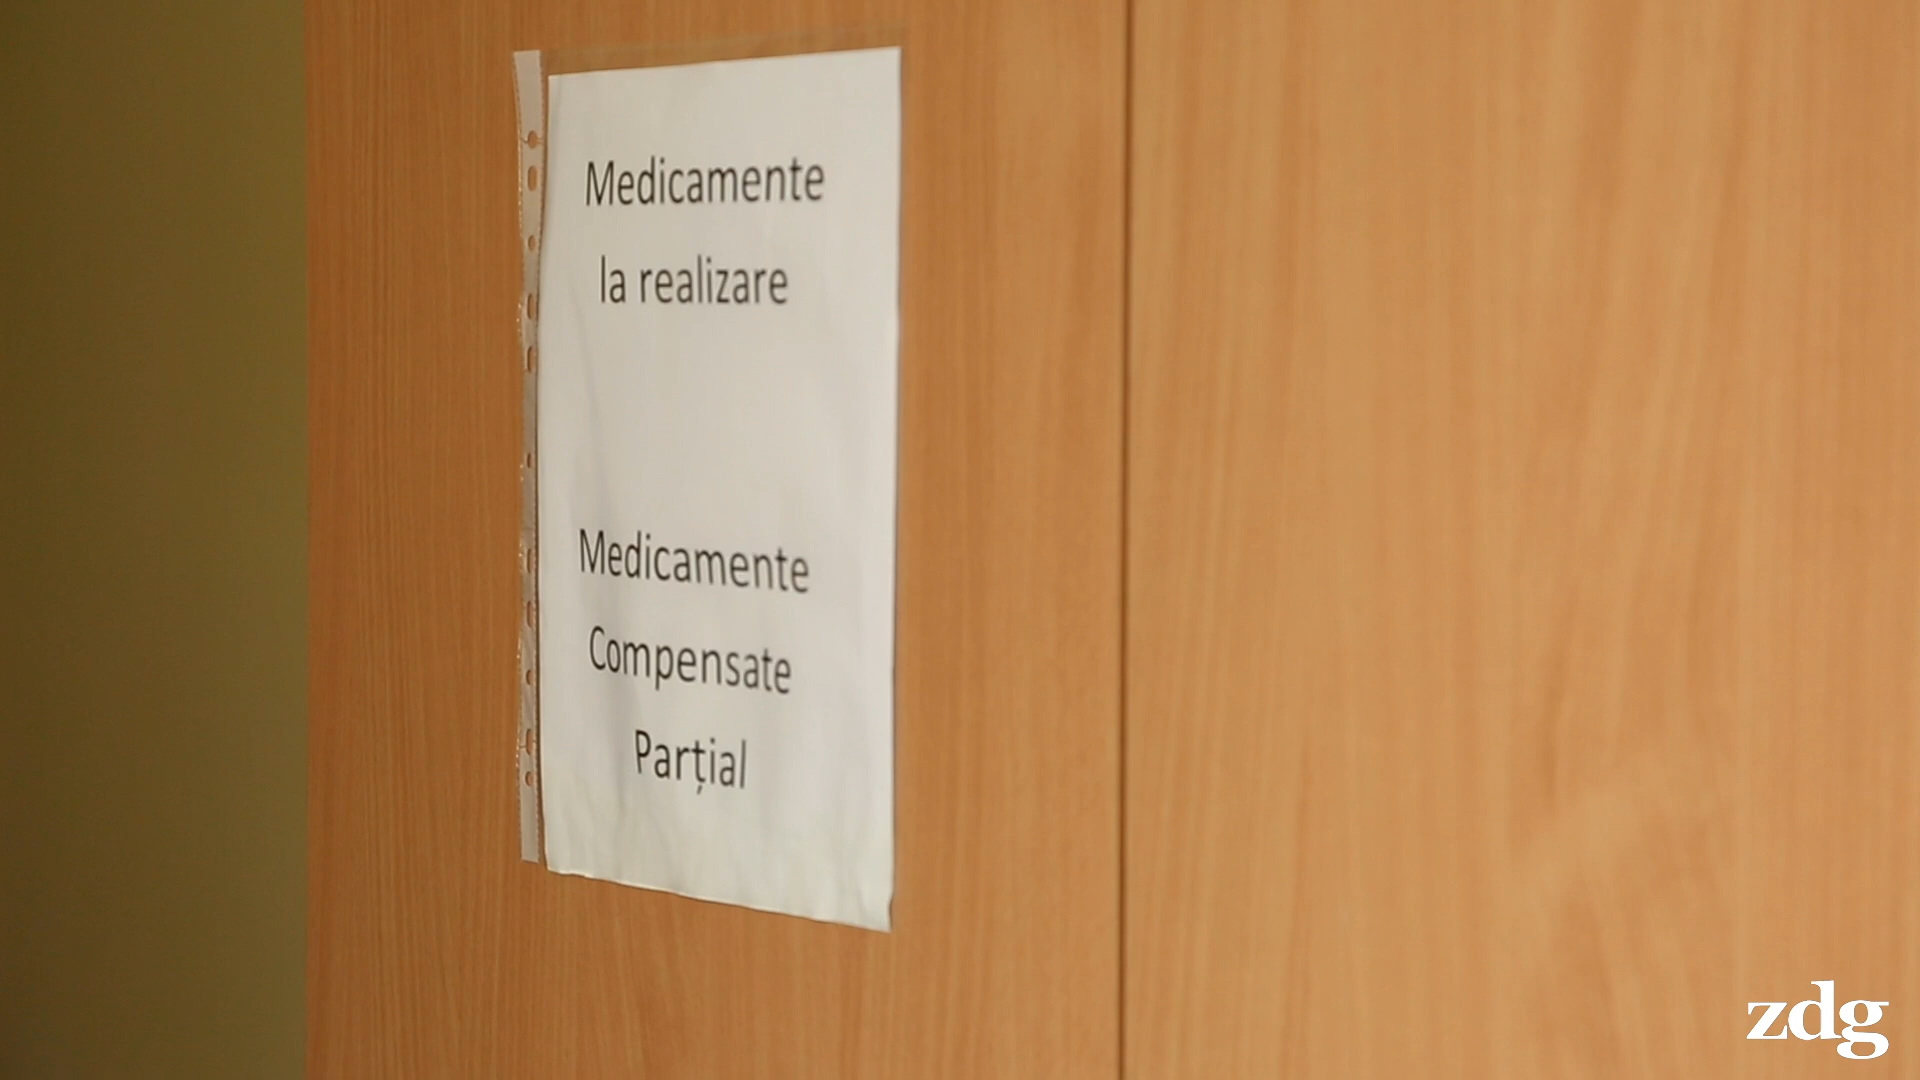 Medicamente
la realizare
Medicamente
Compensate
Parțial
zdg